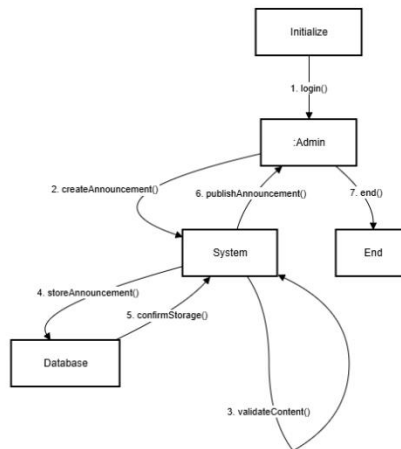 Initialize
1. login()
:Admin
2. createAnnouncement()
6. publishAnnouncement()
7. end()
System
End
4. storeAnnouncement()
5. confirmStorage()
Database
3. validateContent()